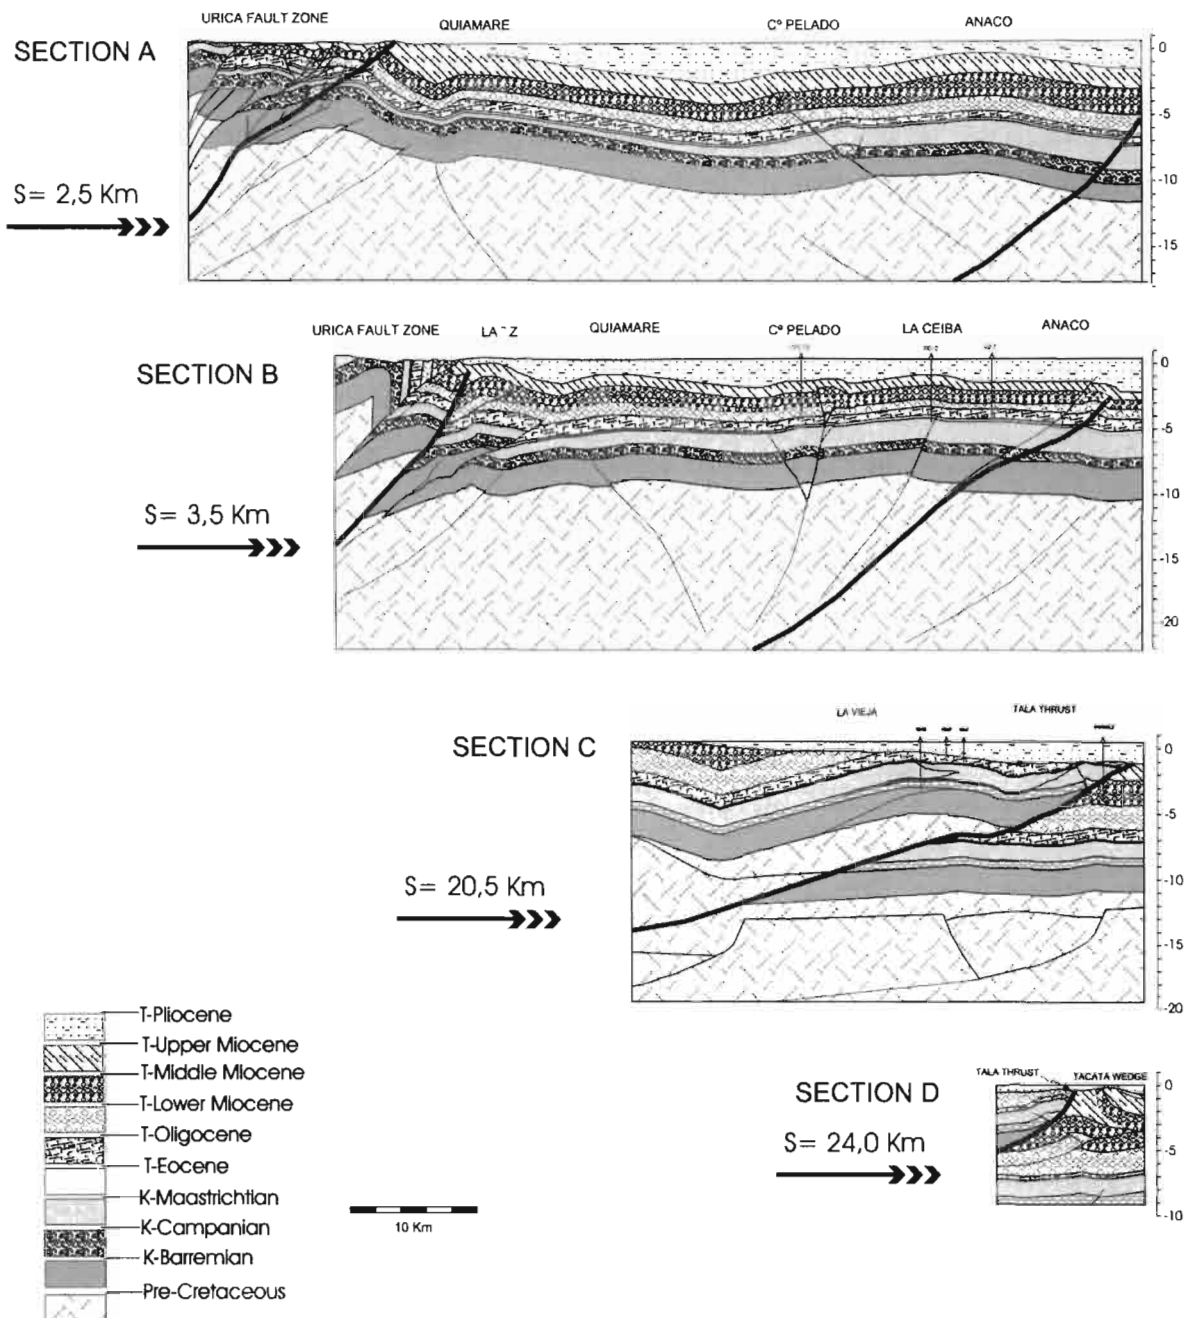 URICA FAULT ZONE QUIAMARE Cº PELADO ANACO
SECTION A
0
-5
-10
-15
S= 2,5 Km
URICA FAULT ZONE LA QUIAMARE Cº PELADO LA CEIBA ANACO
SECTION B
0
-5
-10
-15
-20
S= 3,5 Km
LA VIEJA TALA THRUST
SECTION C
0
-5
-10
-15
-20
S= 20,5 Km
TALA THRUST TACATA WEDGE
SECTION D
0
-5
-10
S= 24,0 Km
T-Pliocene
T-Upper Miocene
T-Middle Miocene
T-Lower Miocene
T-Oligocene
T-Eocene
K-Maastrichtian
K-Campanian
K-Barremian
Pre-Cretaceous
10 Km